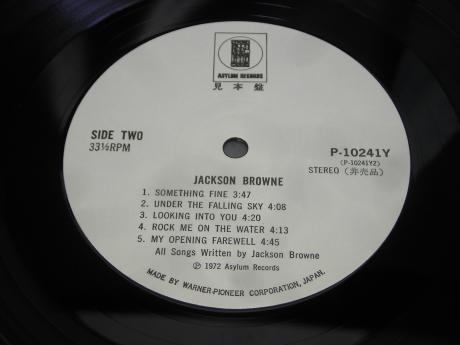 ASYLUM RECORDS
見本盤
SIDE TWO
33⅓RPM
P-10241Y
(P-10241Y2)
STEREO (非売品)
JACKSON BROWNE
1. SOMETHING FINE 3:47
2. UNDER THE FALLING SKY 4:08
3. LOOKING INTO YOU 4:20
4. ROCK ME ON THE WATER 4:13
5. MY OPENING FAREWELL 4:45
All Songs Written by Jackson Browne
Ⓟ 1972 Asylum Records
MADE BY WARNER-PIONEER CORPORATION, JAPAN.